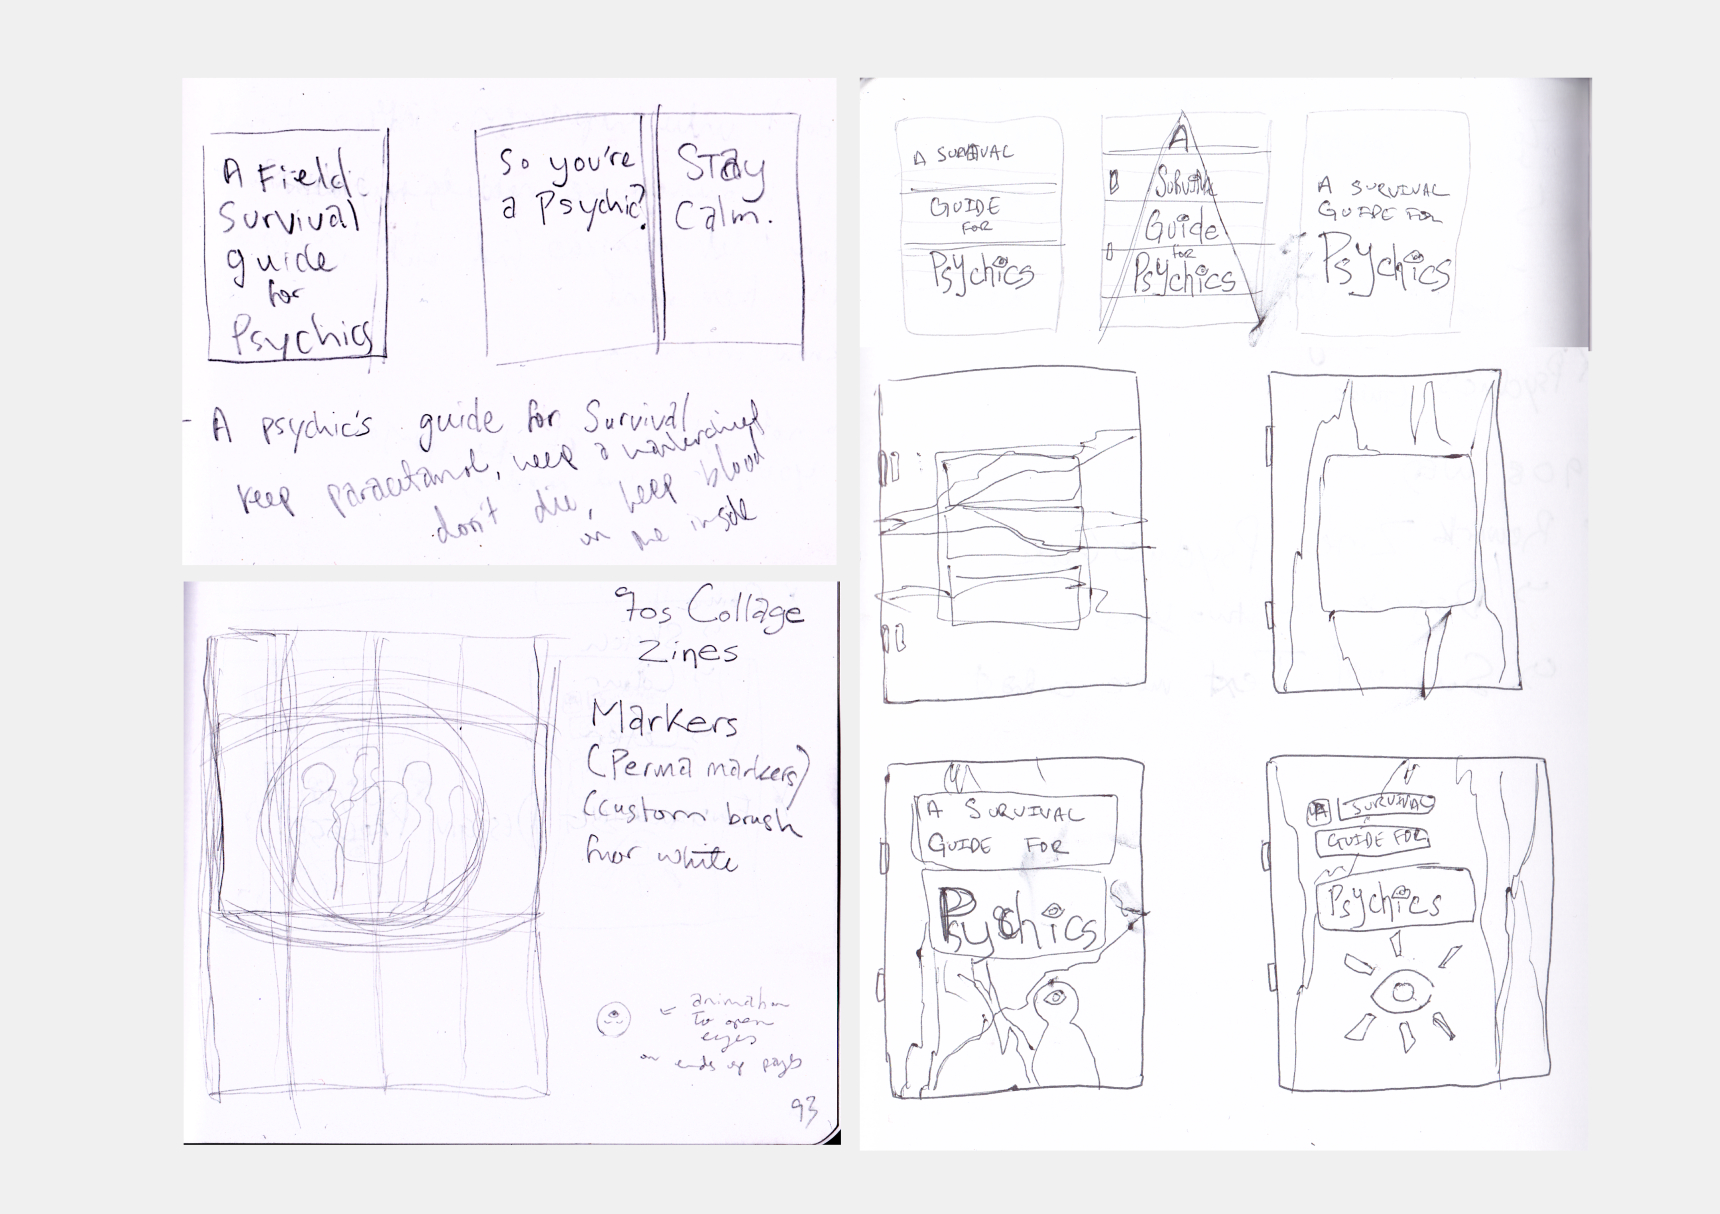 A Field
Survival
guide
for
Psychics
So you're
a Psychic?
Stay
Calm.
- A psychic's guide for Survival
keep paracetamol, keep a
don't die, keep blood
in the inside
90s Collage
Zines
Markers
(Perma markers)
(custom brush
for white
← animation
to open
eyes
on ends of pages
93
A SURVIVAL
GUIDE
FOR
Psychics
A
Survival
Guide
for
Psychics
A SURVIVAL
GUIDE FOR
Psychics
A SURVIVAL
GUIDE FOR
Psychics
A SURVIVAL
GUIDE FOR
Psychics